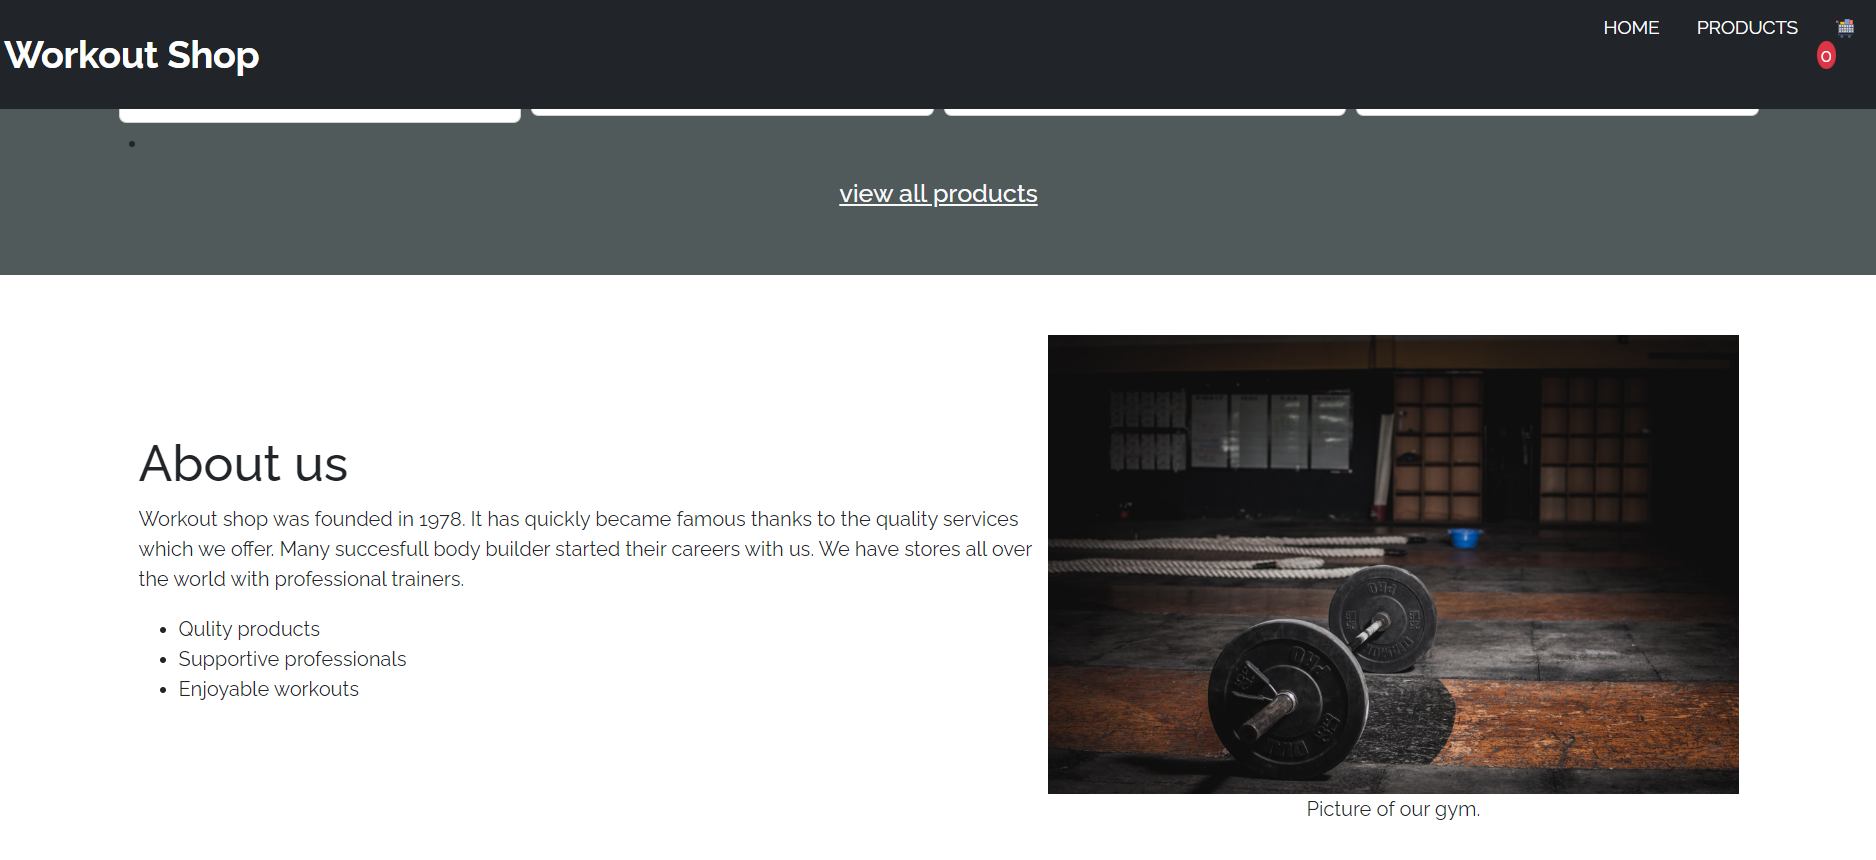 Workout Shop
HOME PRODUCTS
0
view all products
About us
Workout shop was founded in 1978. It has quickly became famous thanks to the quality services
which we offer. Many succesfull body builder started their careers with us. We have stores all over
the world with professional trainers.
• Qulity products
• Supportive professionals
• Enjoyable workouts
PRO
PRO
Picture of our gym.